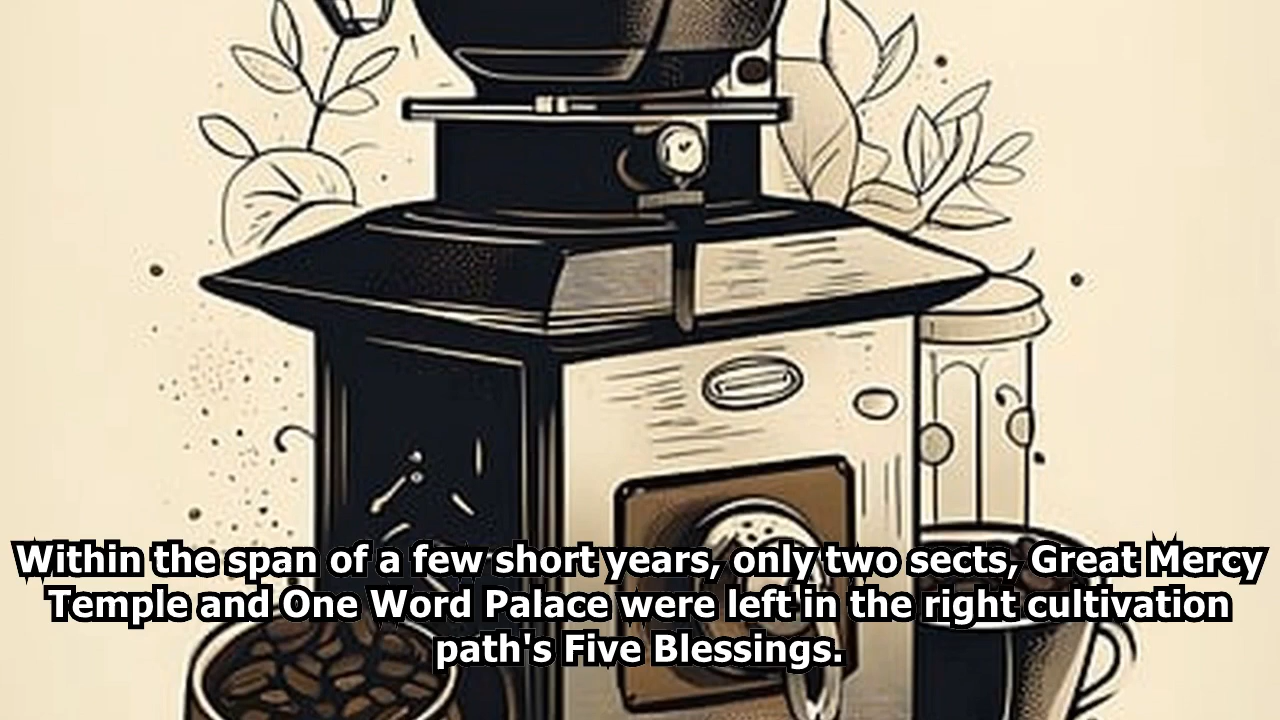 Within the span of a few short years, only two sects, Great Mercy
Temple and One Word Palace were left in the right cultivation
path's Five Blessings.